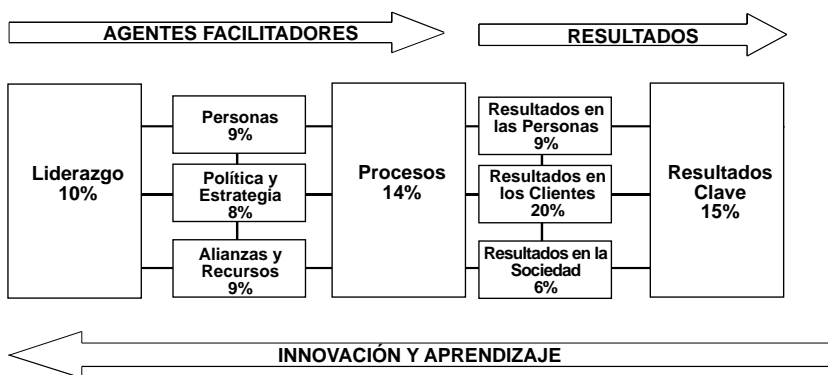 AGENTES FACILITADORES
RESULTADOS
Liderazgo
10%
Personas
9%
Política y
Estrategia
8%
Alianzas y
Recursos
9%
Procesos
14%
Resultados en
las Personas
9%
Resultados en
los Clientes
20%
Resultados en la
Sociedad
6%
Resultados
Clave
15%
INNOVACIÓN Y APRENDIZAJE